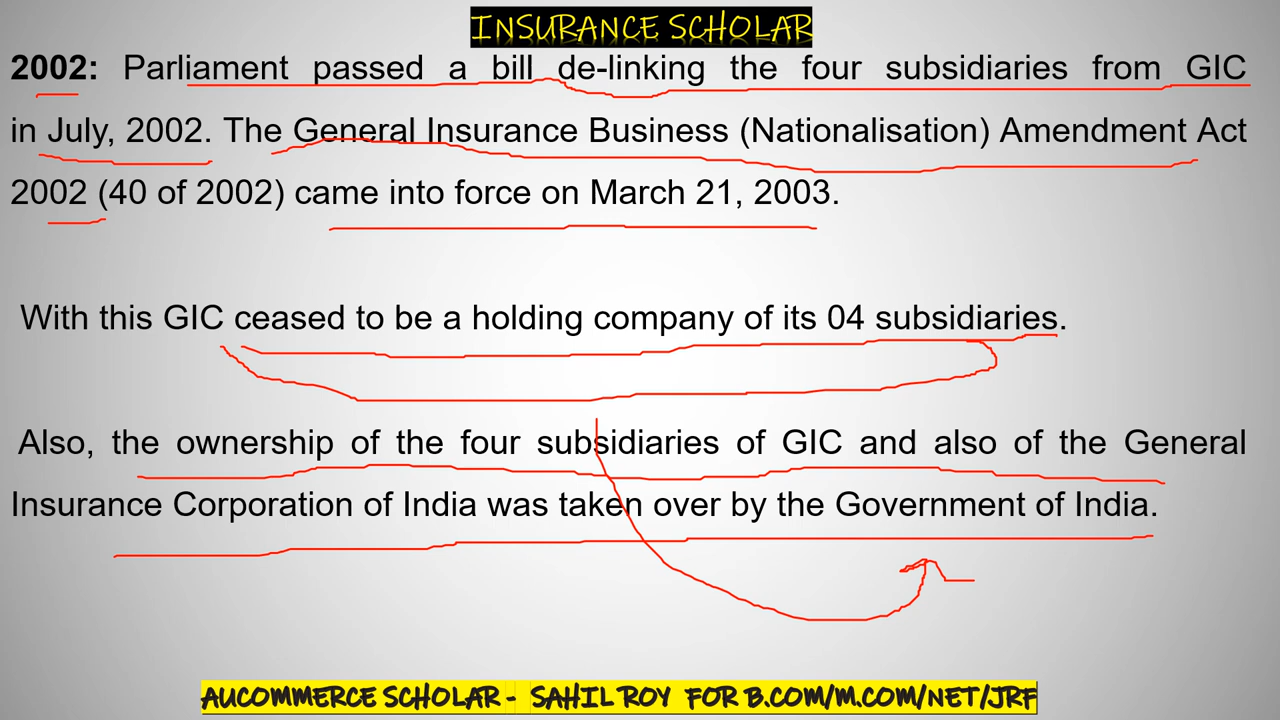 INSURANCE SCHOLAR
2002: Parliament passed a bill de-linking the four subsidiaries from GIC
in July, 2002. The General Insurance Business (Nationalisation) Amendment Act
2002 (40 of 2002) came into force on March 21, 2003.
With this GIC ceased to be a holding company of its 04 subsidiaries.
Also, the ownership of the four subsidiaries of GIC and also of the General
Insurance Corporation of India was taken over by the Government of India.
AUCOMMERCE SCHOLAR - SAHIL ROY FOR B.COM/M.COM/NET/JRF